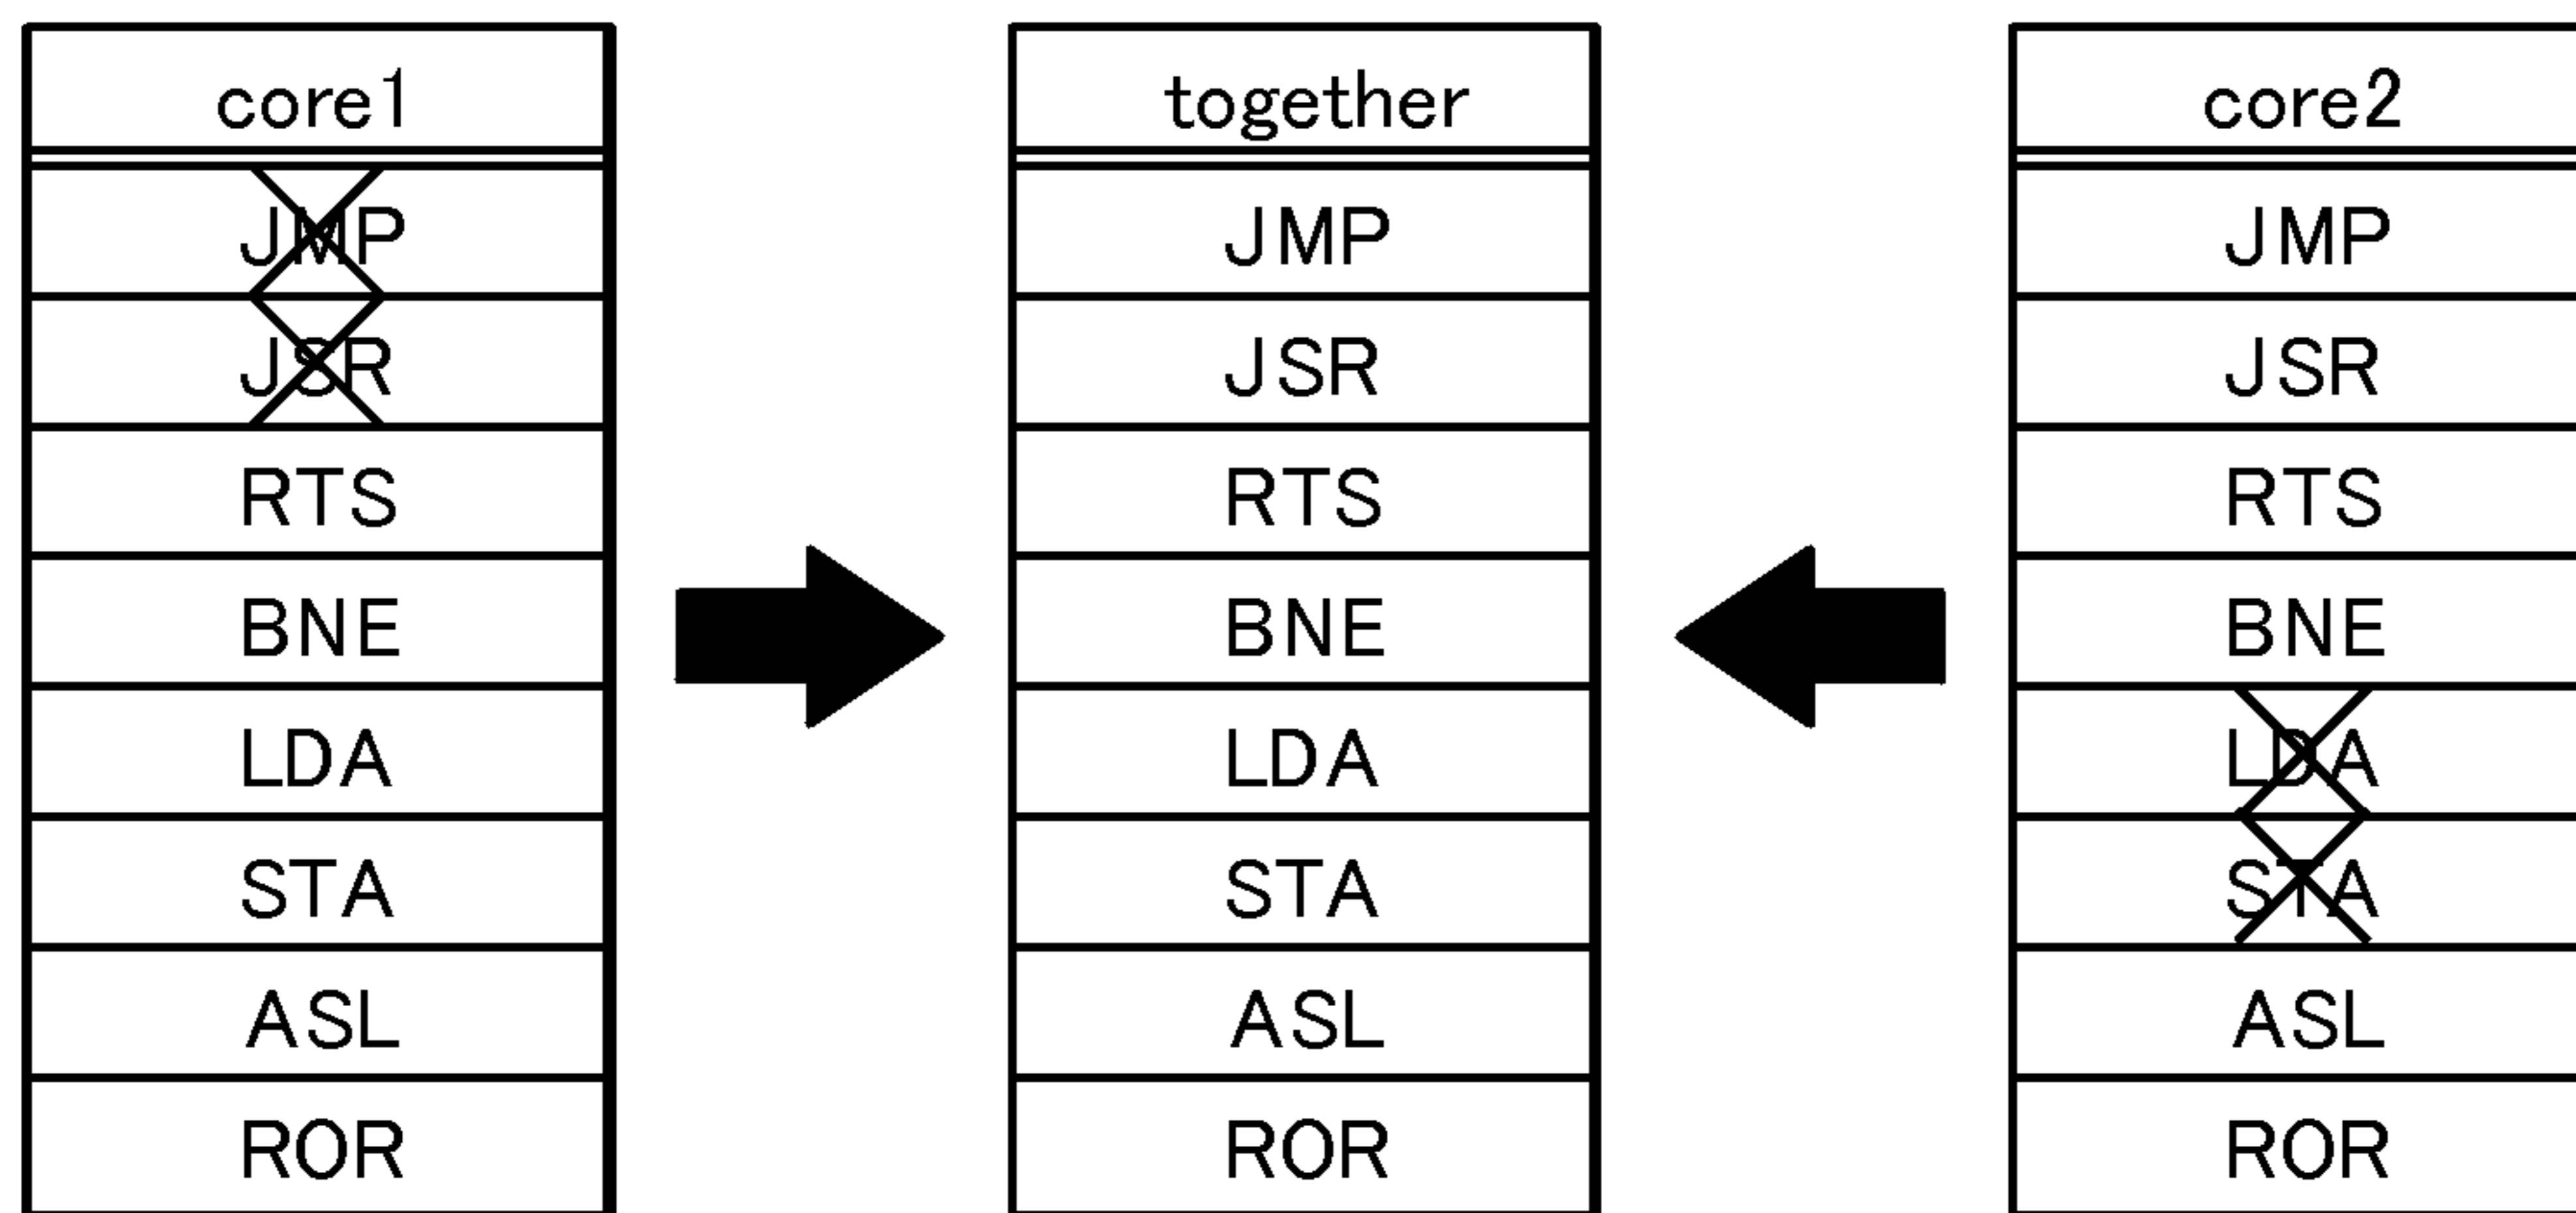 core1
JMP
JSR
RTS
BNE
LDA
STA
ASL
ROR
together
JMP
JSR
RTS
BNE
LDA
STA
ASL
ROR
core2
JMP
JSR
RTS
BNE
LDA
STA
ASL
ROR